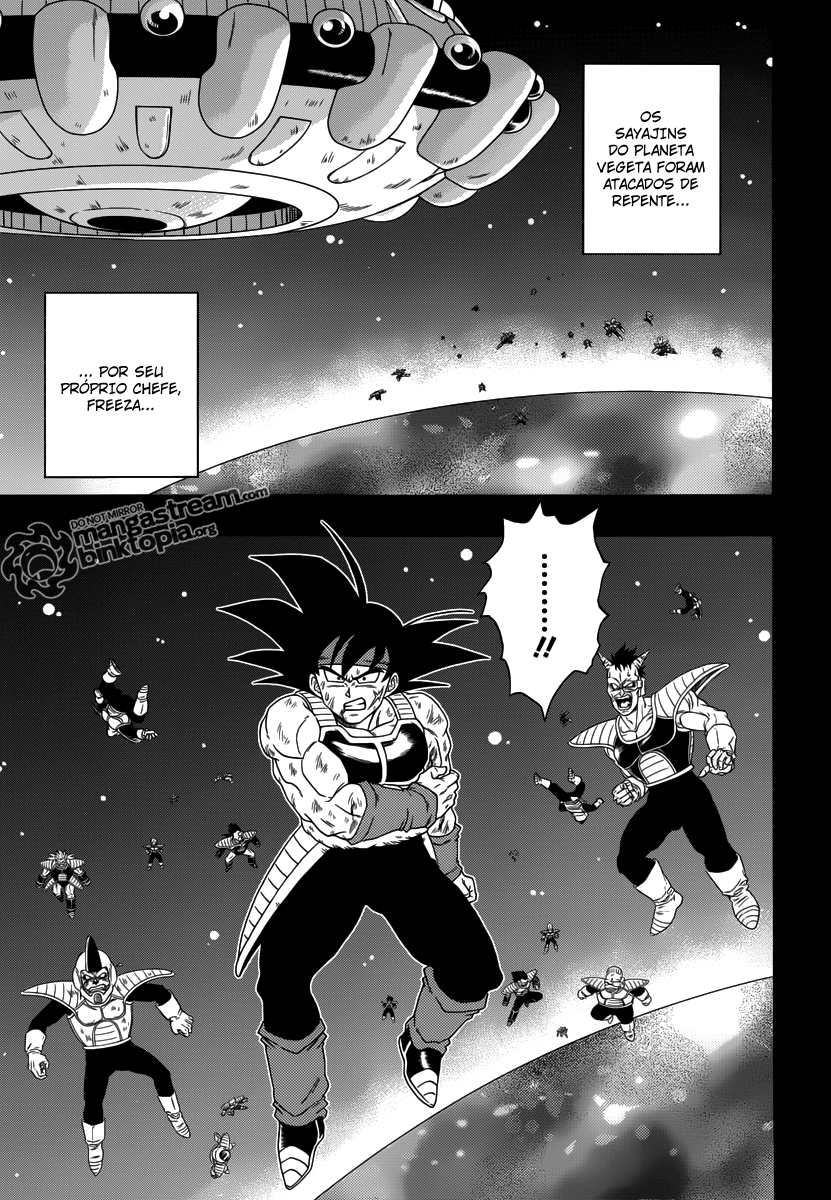 OS
SAYAJINS
DO PLANETA
VEGETA FORAM
ATACADOS DE
REPENTE...
... POR SEU
PRÓPRIO CHEFE,
FREEZA...
DO NOT MIRROR
mangastream.com
binktopia.org
.........!!